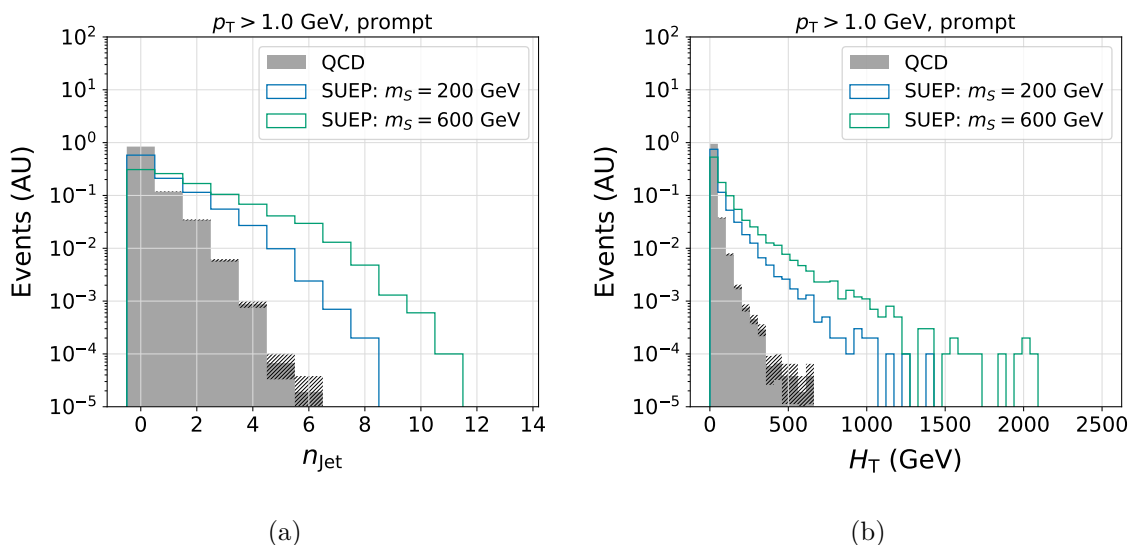 p_T > 1.0 GeV, prompt
10^2
10^1
10^0
10^-1
10^-2
10^-3
10^-4
10^-5
Events (AU)
QCD
SUEP: m_S = 200 GeV
SUEP: m_S = 600 GeV
0 2 4 6 8 10 12 14
n_Jet
(a)
p_T > 1.0 GeV, prompt
10^2
10^1
10^0
10^-1
10^-2
10^-3
10^-4
10^-5
Events (AU)
QCD
SUEP: m_S = 200 GeV
SUEP: m_S = 600 GeV
0 500 1000 1500 2000 2500
H_T (GeV)
(b)